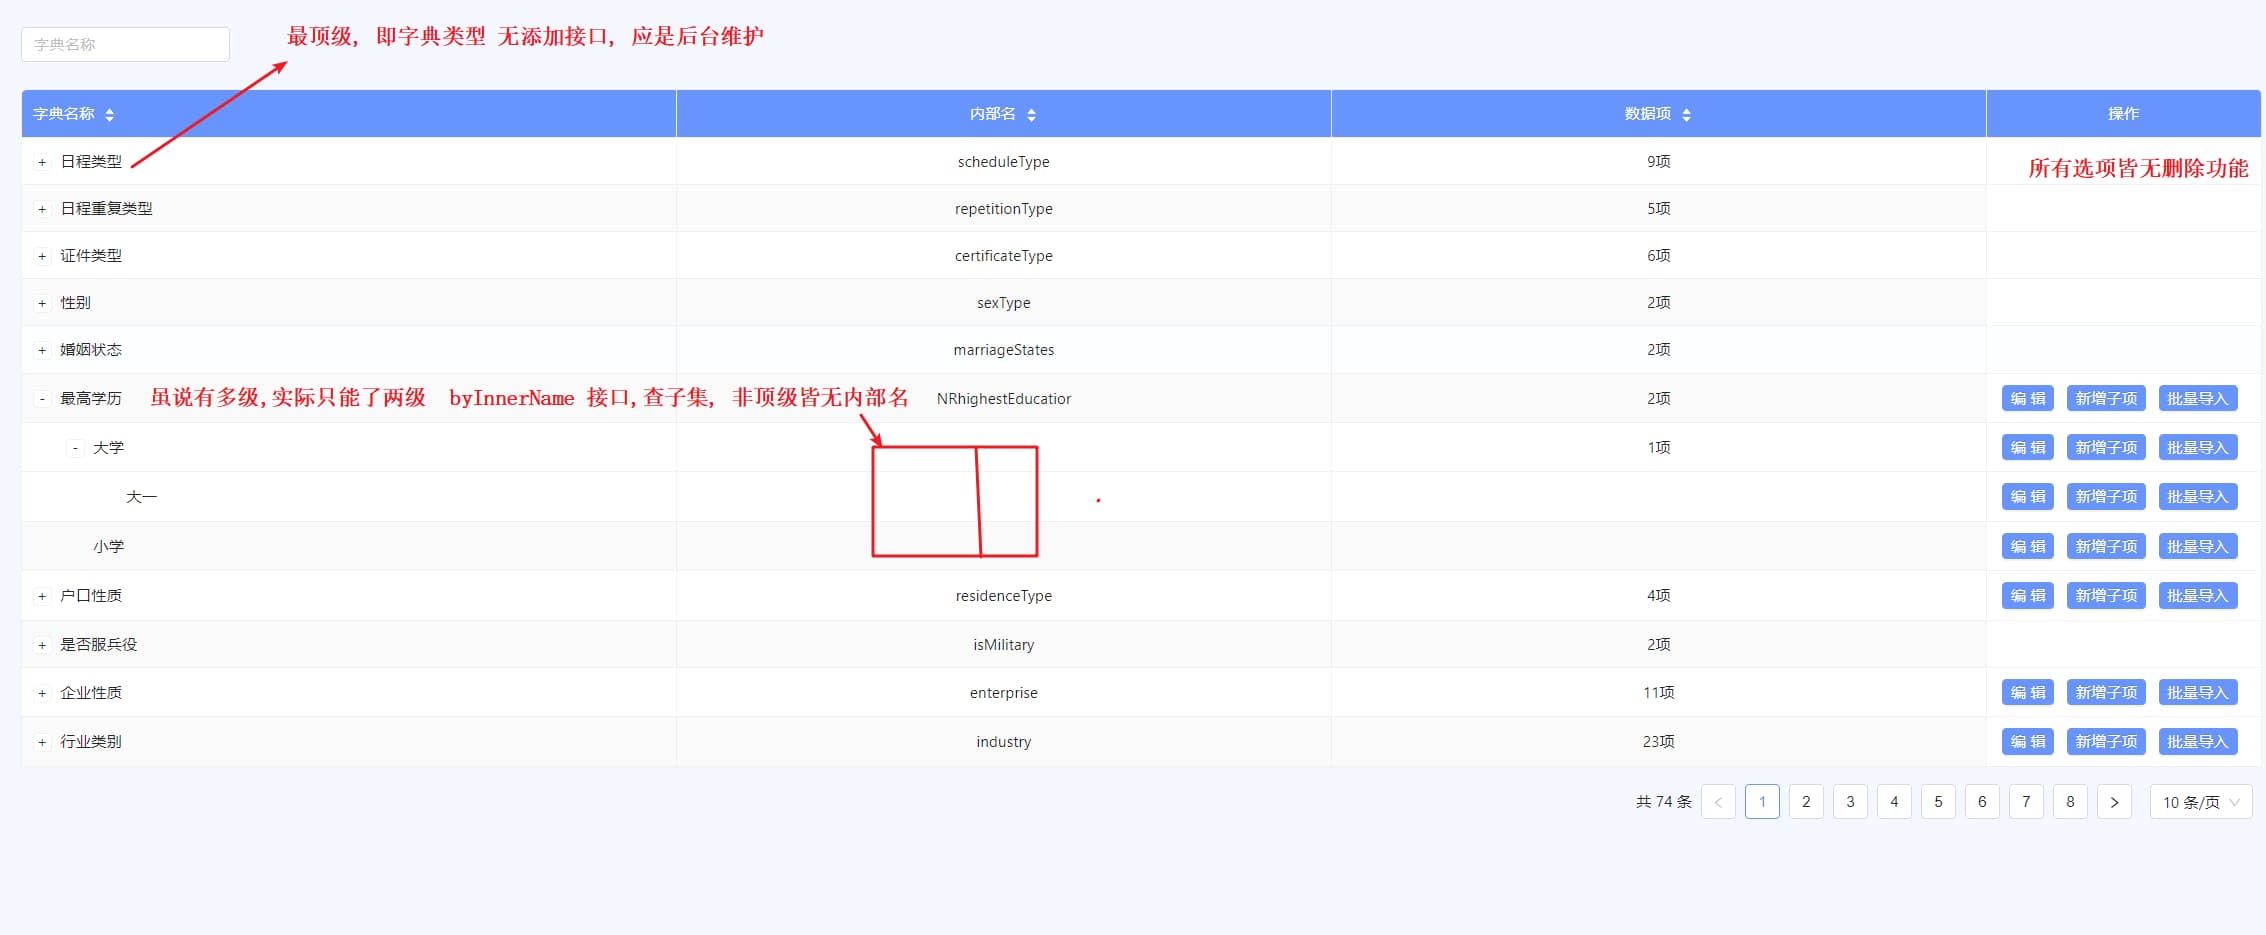 最顶级, 即字典类型 无添加接口, 应是后台维护
字典名称
字典名称 内部名 数据项 操作
+ 日程类型 scheduleType 9项 所有选项皆无删除功能
+ 日程重复类型 repetitionType 5项
+ 证件类型 certificateType 6项
+ 性别 sexType 2项
+ 婚姻状态 marriageStates 2项
- 最高学历 虽说有多级,实际只能了两级 byInnerName 接口,查子集, 非顶级皆无内部名 NRhighestEducatior 2项 编 辑 新增子项 批量导入
- 大学 1项 编 辑 新增子项 批量导入
大一 编 辑 新增子项 批量导入
小学 编 辑 新增子项 批量导入
+ 户口性质 residenceType 4项 编 辑 新增子项 批量导入
+ 是否服兵役 isMilitary 2项
+ 企业性质 enterprise 11项 编 辑 新增子项 批量导入
+ 行业类别 industry 23项 编 辑 新增子项 批量导入
共 74 条 < 1 2 3 4 5 6 7 8 > 10 条/页